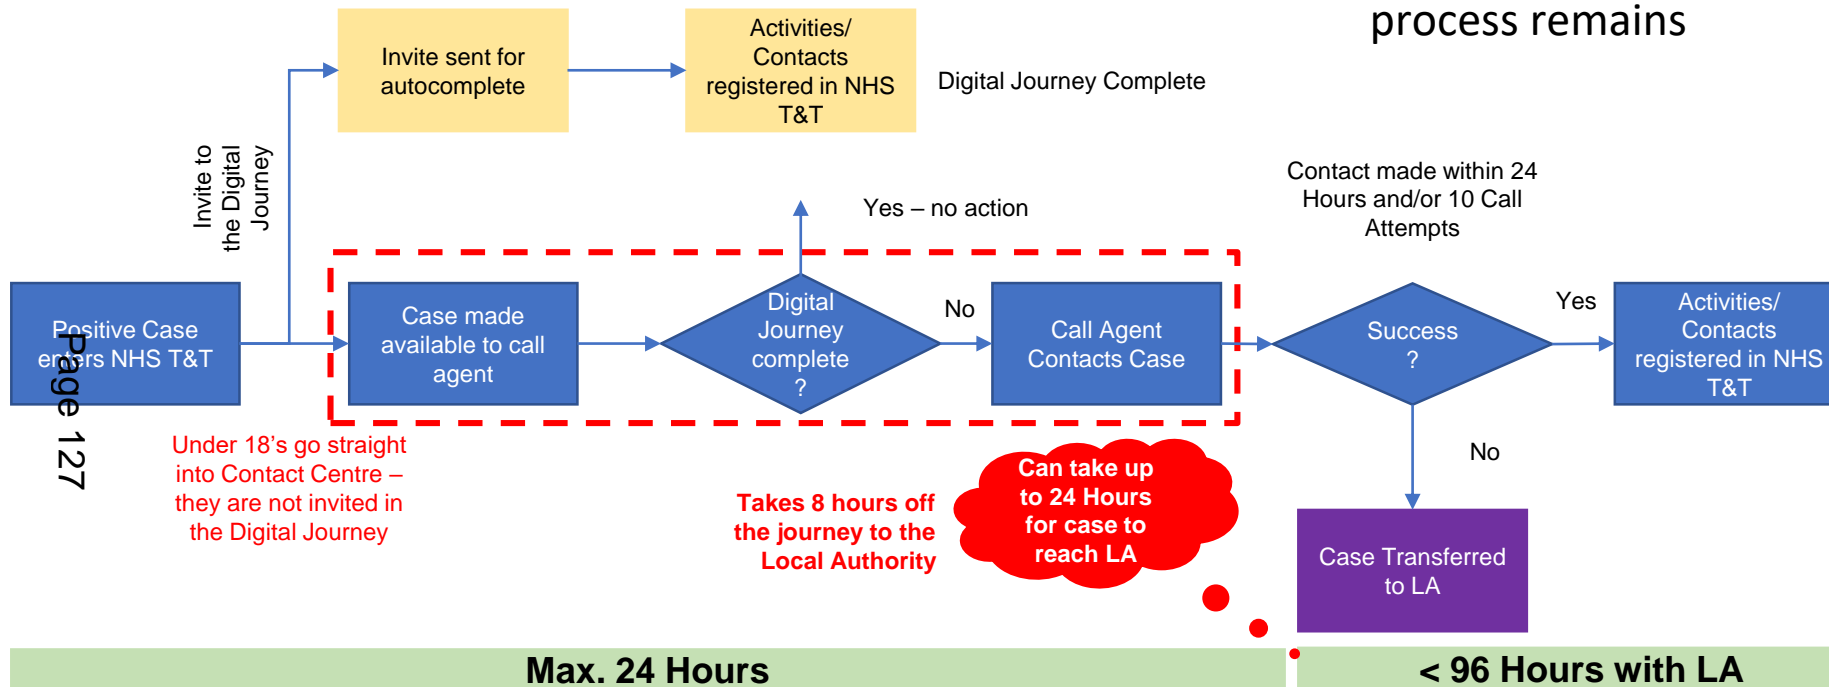 process remains
Invite sent for
autocomplete
Activities/
Contacts
registered in NHS
T&T
Digital Journey Complete
Invite to
the Digital
Journey
Contact made within 24
Hours and/or 10 Call
Attempts
Yes – no action
Positive Case
enters NHS T&T
Case made
available to call
agent
Digital
Journey
complete
?
No
Call Agent
Contacts Case
Success
?
Yes
Activities/
Contacts
registered in NHS
T&T
No
Page 127
Under 18’s go straight
into Contact Centre –
they are not invited in
the Digital Journey
Takes 8 hours off
the journey to the
Local Authority
Can take up
to 24 Hours
for case to
reach LA
Case Transferred
to LA
Max. 24 Hours
< 96 Hours with LA